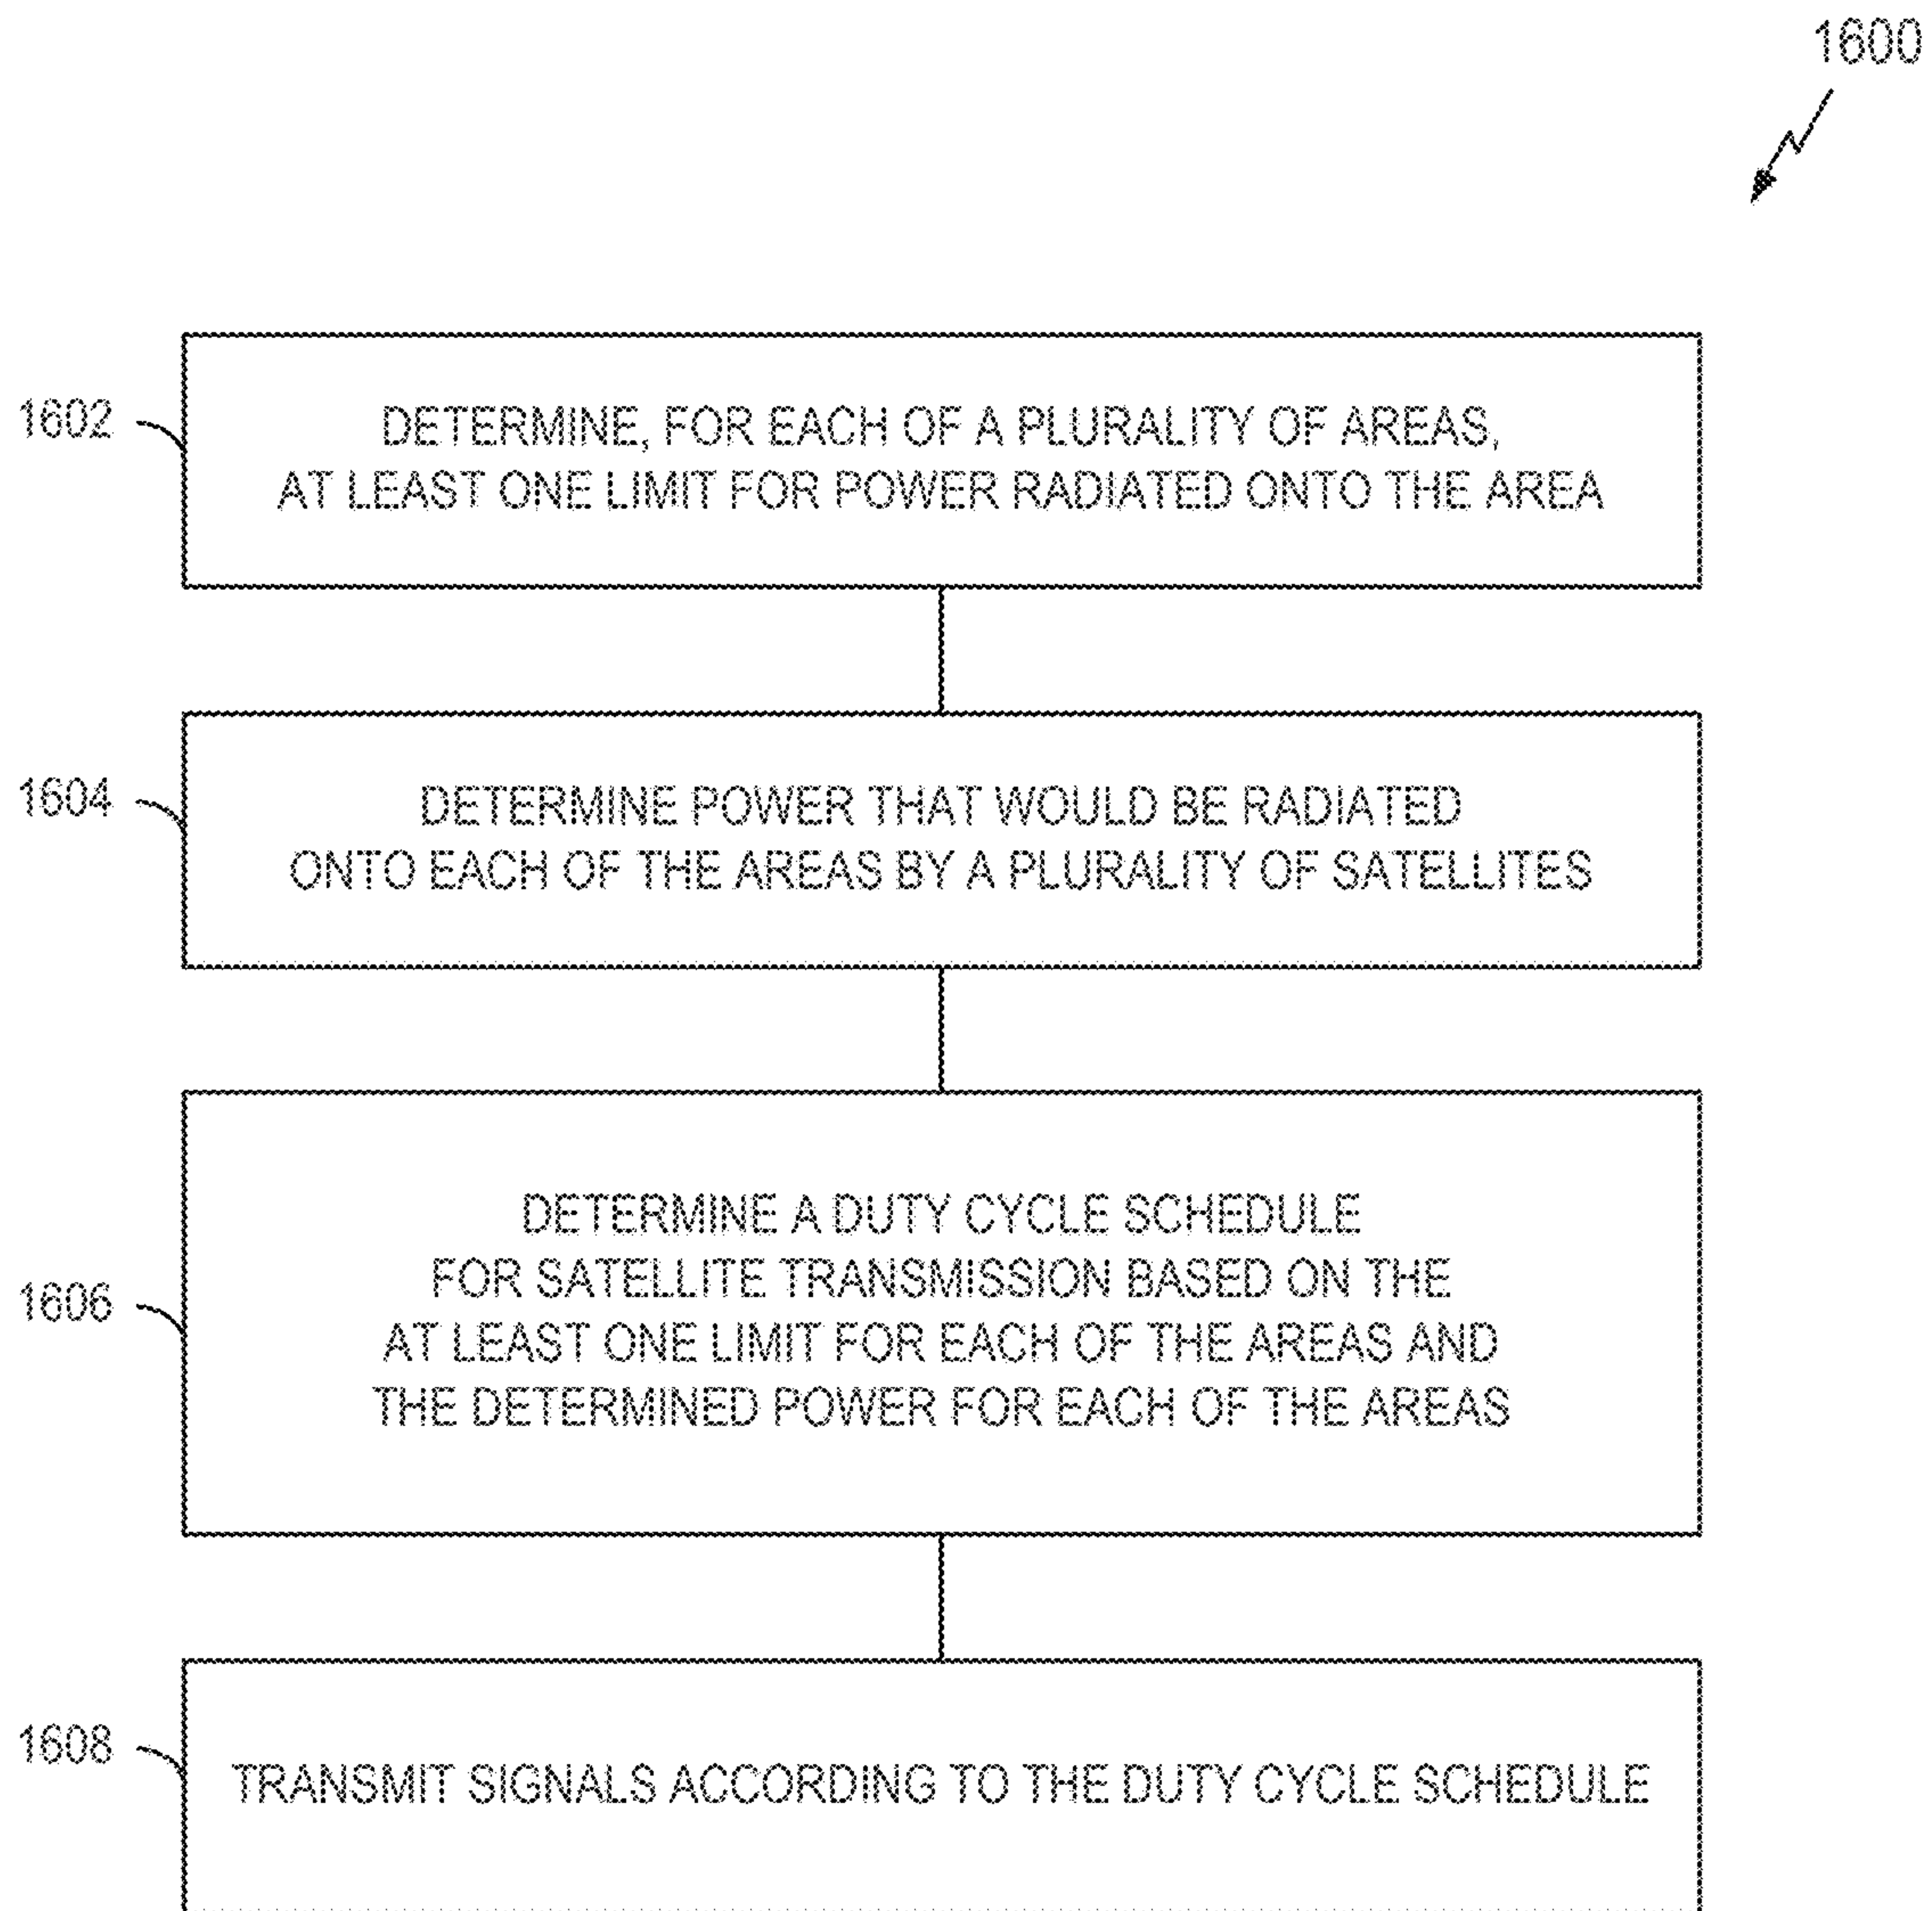 1600
1602
DETERMINE, FOR EACH OF A PLURALITY OF AREAS,
AT LEAST ONE LIMIT FOR POWER RADIATED ONTO THE AREA
1604
DETERMINE POWER THAT WOULD BE RADIATED
ONTO EACH OF THE AREAS BY A PLURALITY OF SATELLITES
1606
DETERMINE A DUTY CYCLE SCHEDULE
FOR SATELLITE TRANSMISSION BASED ON THE
AT LEAST ONE LIMIT FOR EACH OF THE AREAS AND
THE DETERMINED POWER FOR EACH OF THE AREAS
1608
TRANSMIT SIGNALS ACCORDING TO THE DUTY CYCLE SCHEDULE